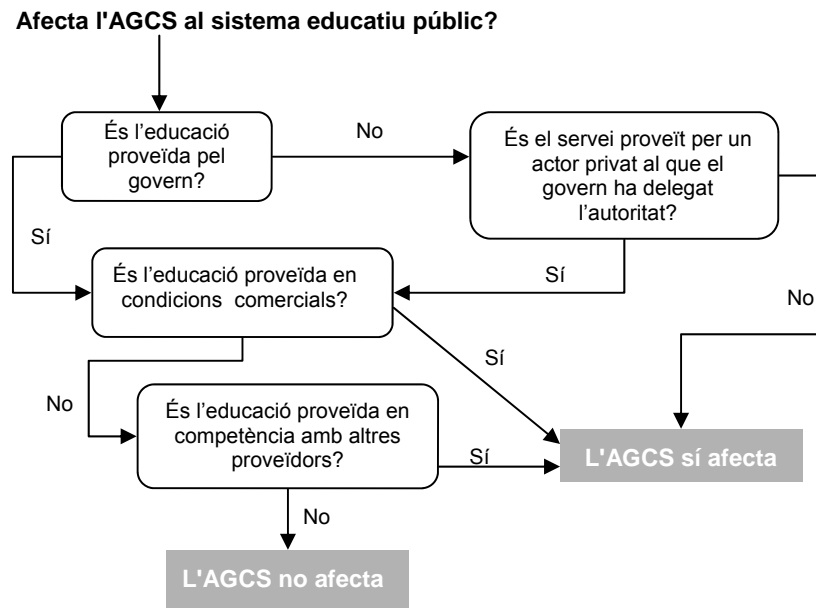 Afecta l'AGCS al sistema educatiu públic?
És l’educació
proveïda pel
govern?
No
És el servei proveït per un
actor privat al que el
govern ha delegat
l’autoritat?
Sí
És l’educació proveïda en
condicions comercials?
Sí
No
Sí
No
És l’educació proveïda en
competència amb altres
proveïdors?
Sí
L'AGCS sí afecta
No
L'AGCS no afecta